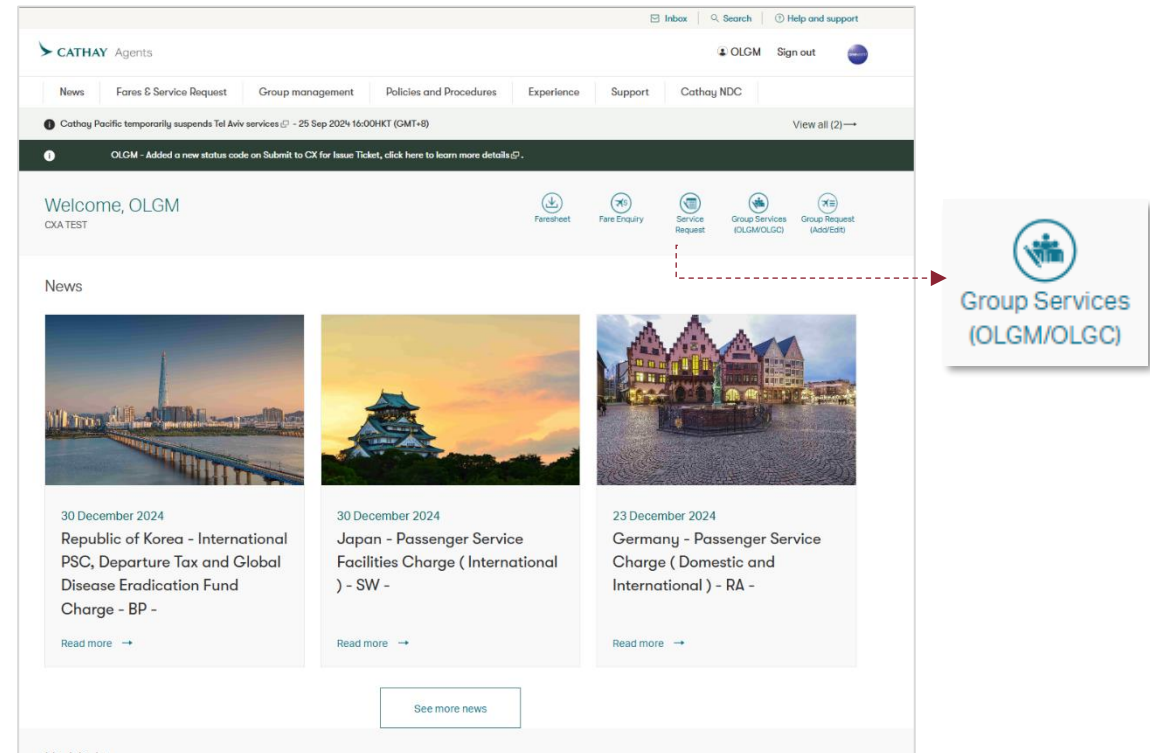 Inbox
Search
Help and support
CATHAY Agents
OLGM
Sign out
News
Fares & Service Request
Group management
Policies and Procedures
Experience
Support
Cathay NDC
Cathay Pacific temporarily suspends Tel Aviv services - 25 Sep 2024 16:00HKT (GMT+8)
View all (2)→
OLGM - Added a new status code on Submit to CX for Issue Ticket, click here to learn more details.
Welcome, OLGM
CXA TEST
Faresheet
Fare Enquiry
Service
Request
Group Services
(OLGM/OLGC)
Group Request
(Add/Edit)
Group Services
(OLGM/OLGC)
News
30 December 2024
Republic of Korea - International
PSC, Departure Tax and Global
Disease Eradication Fund
Charge - BP -
Read more →
30 December 2024
Japan - Passenger Service
Facilities Charge ( International
) - SW -
Read more →
23 December 2024
Germany - Passenger Service
Charge ( Domestic and
International ) - RA -
Read more →
See more news